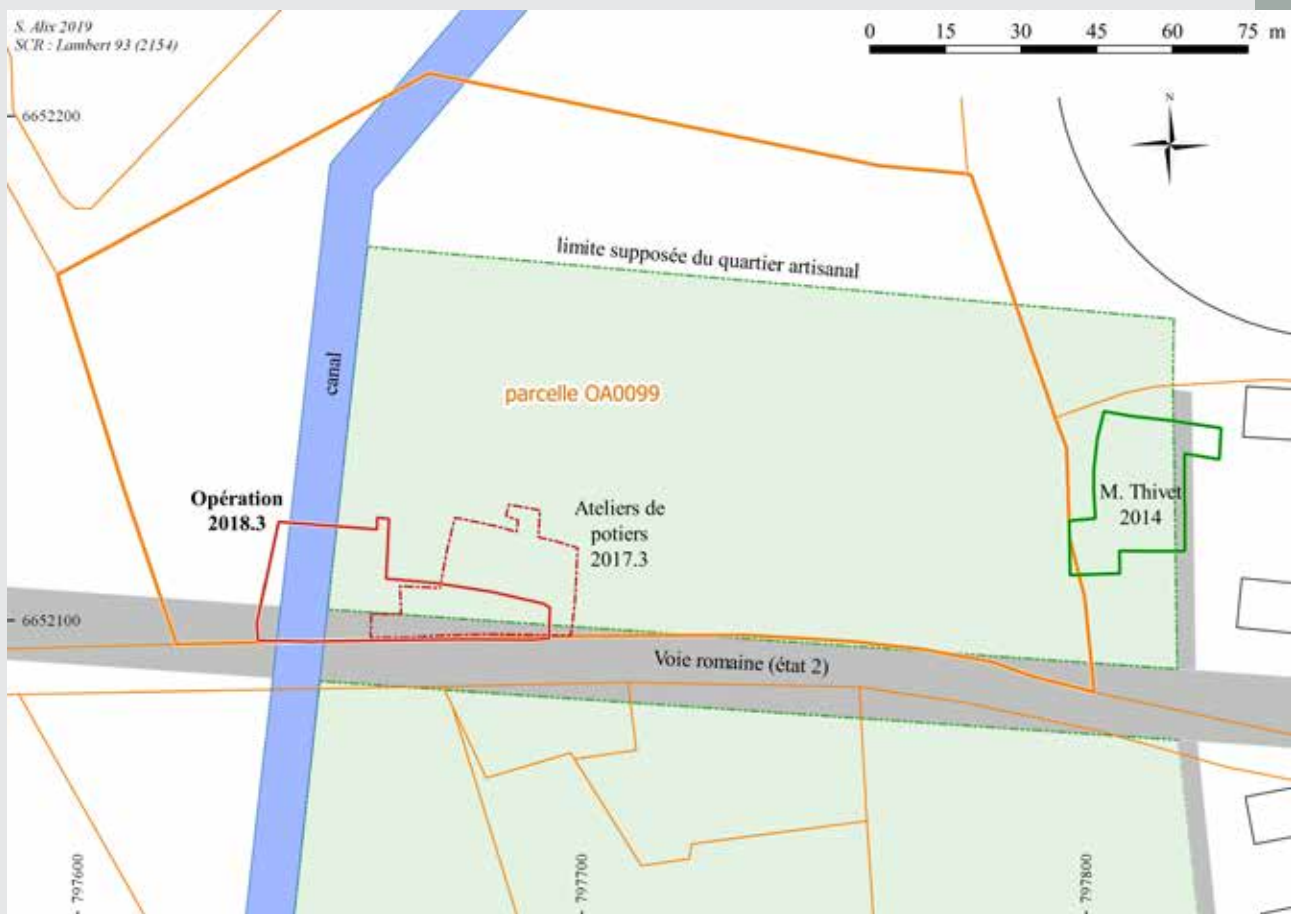 S. Alix 2019
SCR : Lambert 93 (2154)
0 15 30 45 60 75 m
N
6652200
limite supposée du quartier artisanal
canal
parcelle OA0099
Opération
2018.3
Ateliers de
potiers
2017.3
M. Thivet
2014
6652100
Voie romaine (état 2)
797600
797700
797800